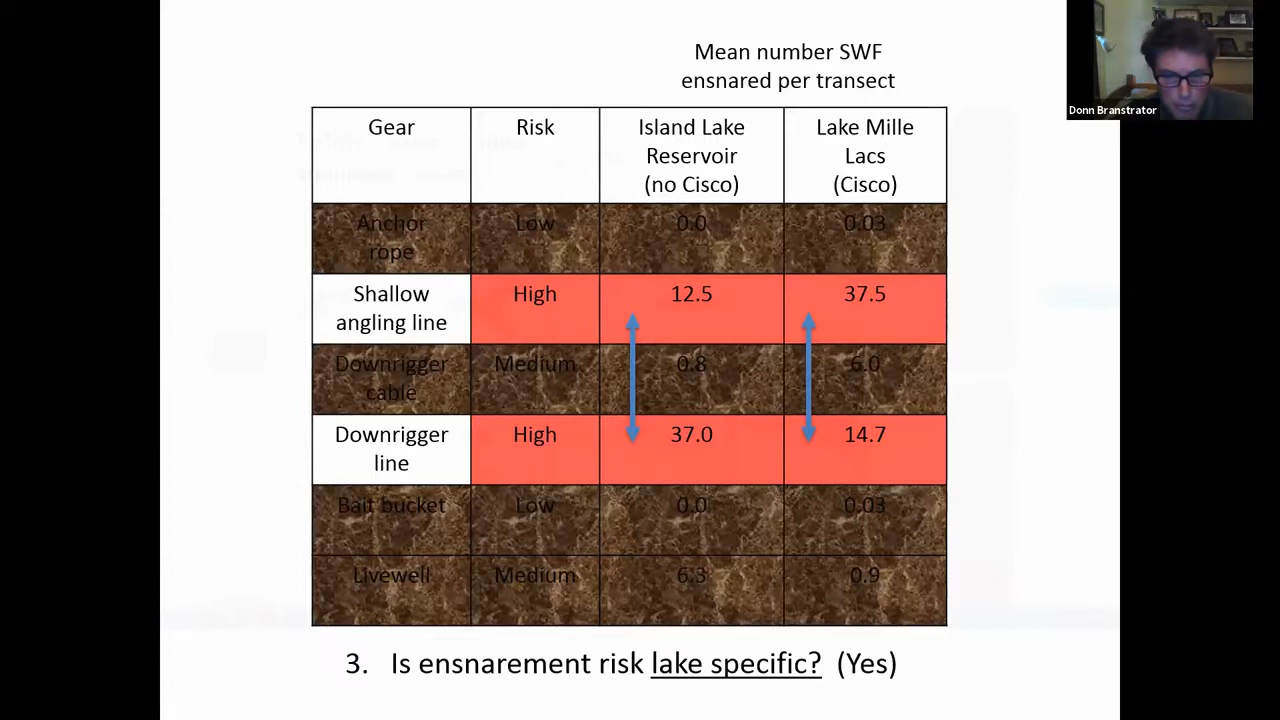 Mean number SWF
ensnared per transect
Donn Branstrator
Gear Risk Island Lake Reservoir (no Cisco) Lake Mille Lacs (Cisco)
Anchor rope Low 0.0 0.03
Shallow angling line High 12.5 37.5
Downrigger cable Medium 0.8 6.0
Downrigger line High 37.0 14.7
Bait bucket Low 0.0 0.03
Livewell Medium 6.3 0.9
3. Is ensnarement risk lake specific? (Yes)